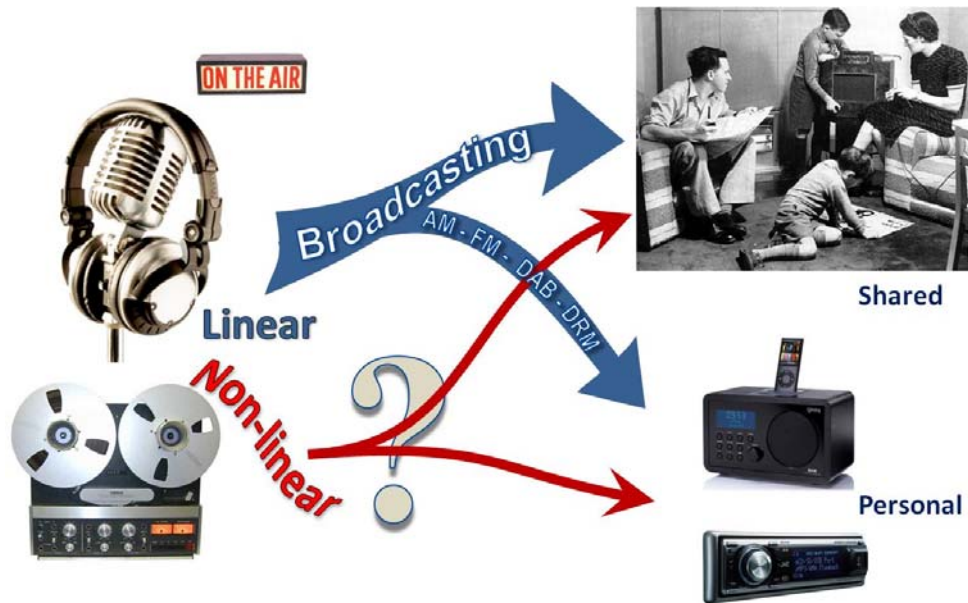 ON THE AIR
Broadcasting
AM - FM - DAB - DRM
Linear
Non-linear
?
Shared
Personal